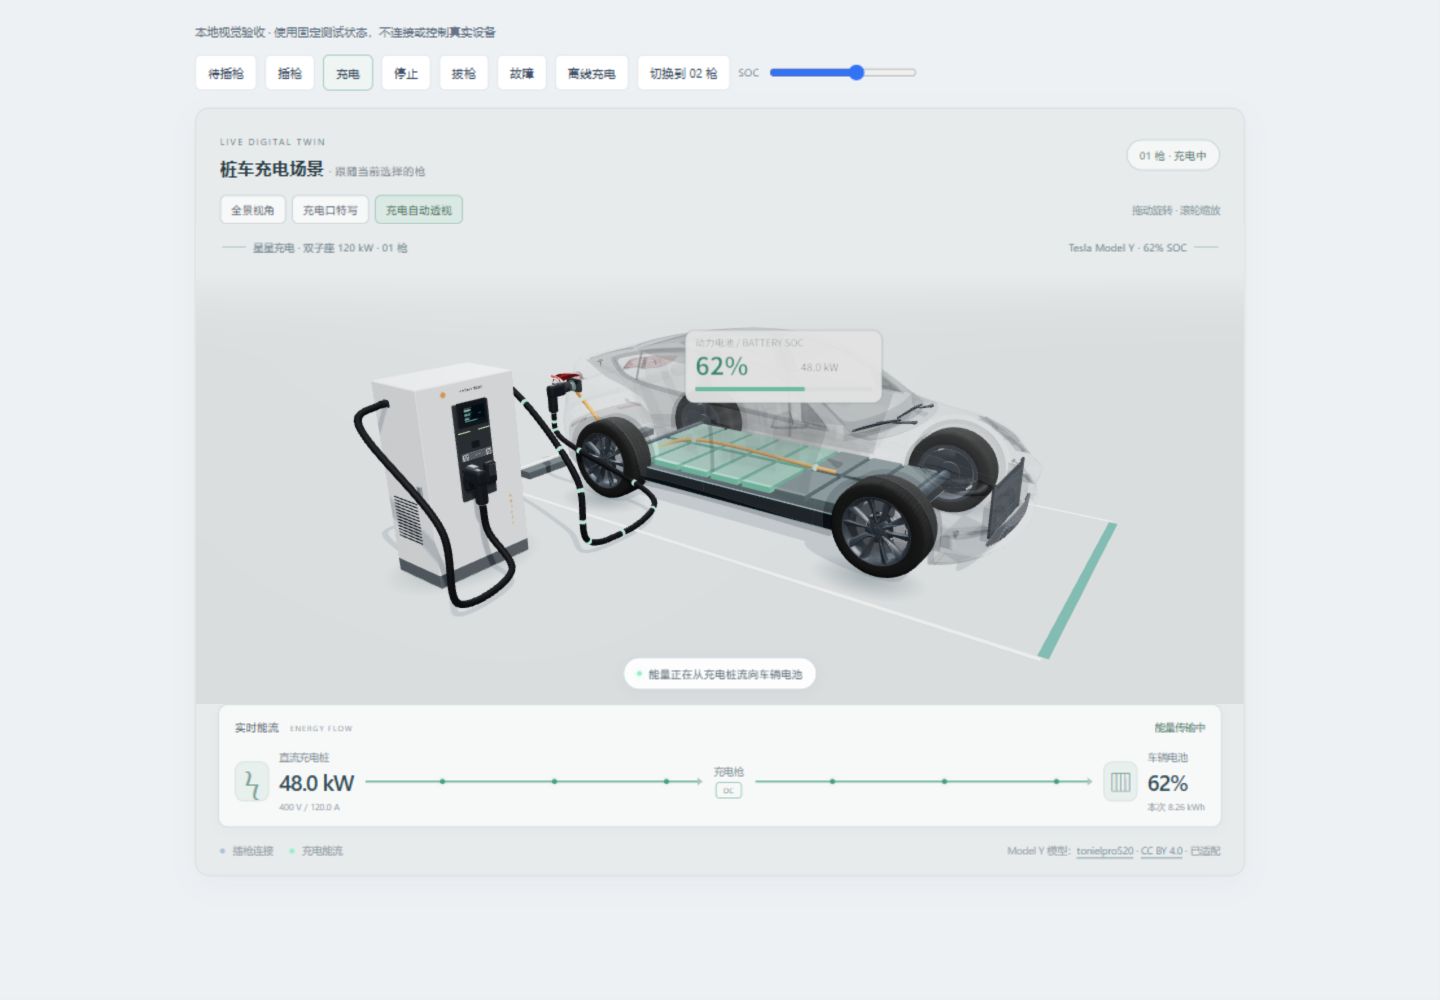 本地视觉验收 · 使用固定测试状态，不连接或控制真实设备
待插枪 插枪 充电 停止 拔枪 故障 离线充电 切换到 02 枪 SOC
LIVE DIGITAL TWIN
桩车充电场景 · 跟随当前选择的枪
01 枪 · 充电中
全景视角 充电口特写 充电自动透视
拖动旋转 · 滚轮缩放
星星充电 · 双子座 120 kW · 01 枪
Tesla Model Y · 62% SOC
动力电池 / BATTERY SOC
62% 48.0 kW
能量正在从充电桩流向车辆电池
实时能流 ENERGY FLOW
能量传输中
直流充电桩
48.0 kW
400 V / 120.0 A
充电枪
DC
车辆电池
62%
本次 8.26 kWh
插枪连接 充电能流
Model Y 模型： tonielpro520 · CC BY 4.0 · 已适配